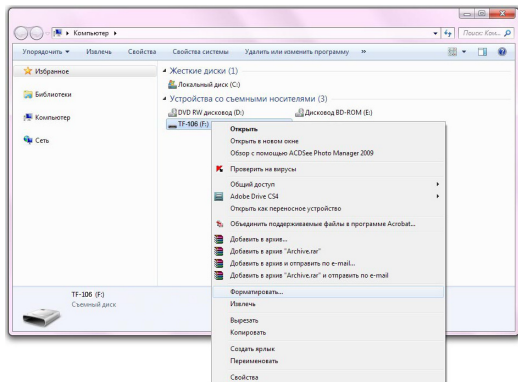 Компьютер
Поиск: Ком...
Упорядочить Извлечь Свойства Свойства системы Удалить или изменить программу »
Избранное
Библиотеки
Компьютер
Сеть
Жесткие диски (1)
Локальный диск (C:)
Устройства со съемными носителями (3)
DVD RW дисковод (D:) Дисковод BD-ROM (E:)
TF-106 (F:)
Открыть
Открыть в новом окне
Обзор с помощью ACDSee Photo Manager 2009
Проверить на вирусы
Общий доступ
Adobe Drive CS4
Открыть как переносное устройство
Объединить поддерживаемые файлы в программе Acrobat...
Добавить в архив...
Добавить в архив "Archive.rar"
Добавить в архив и отправить по e-mail...
Добавить в архив "Archive.rar" и отправить по e-mail
Форматировать...
Извлечь
Вырезать
Копировать
Создать ярлык
Переименовать
Свойства
TF-106 (F:)
Съемный диск